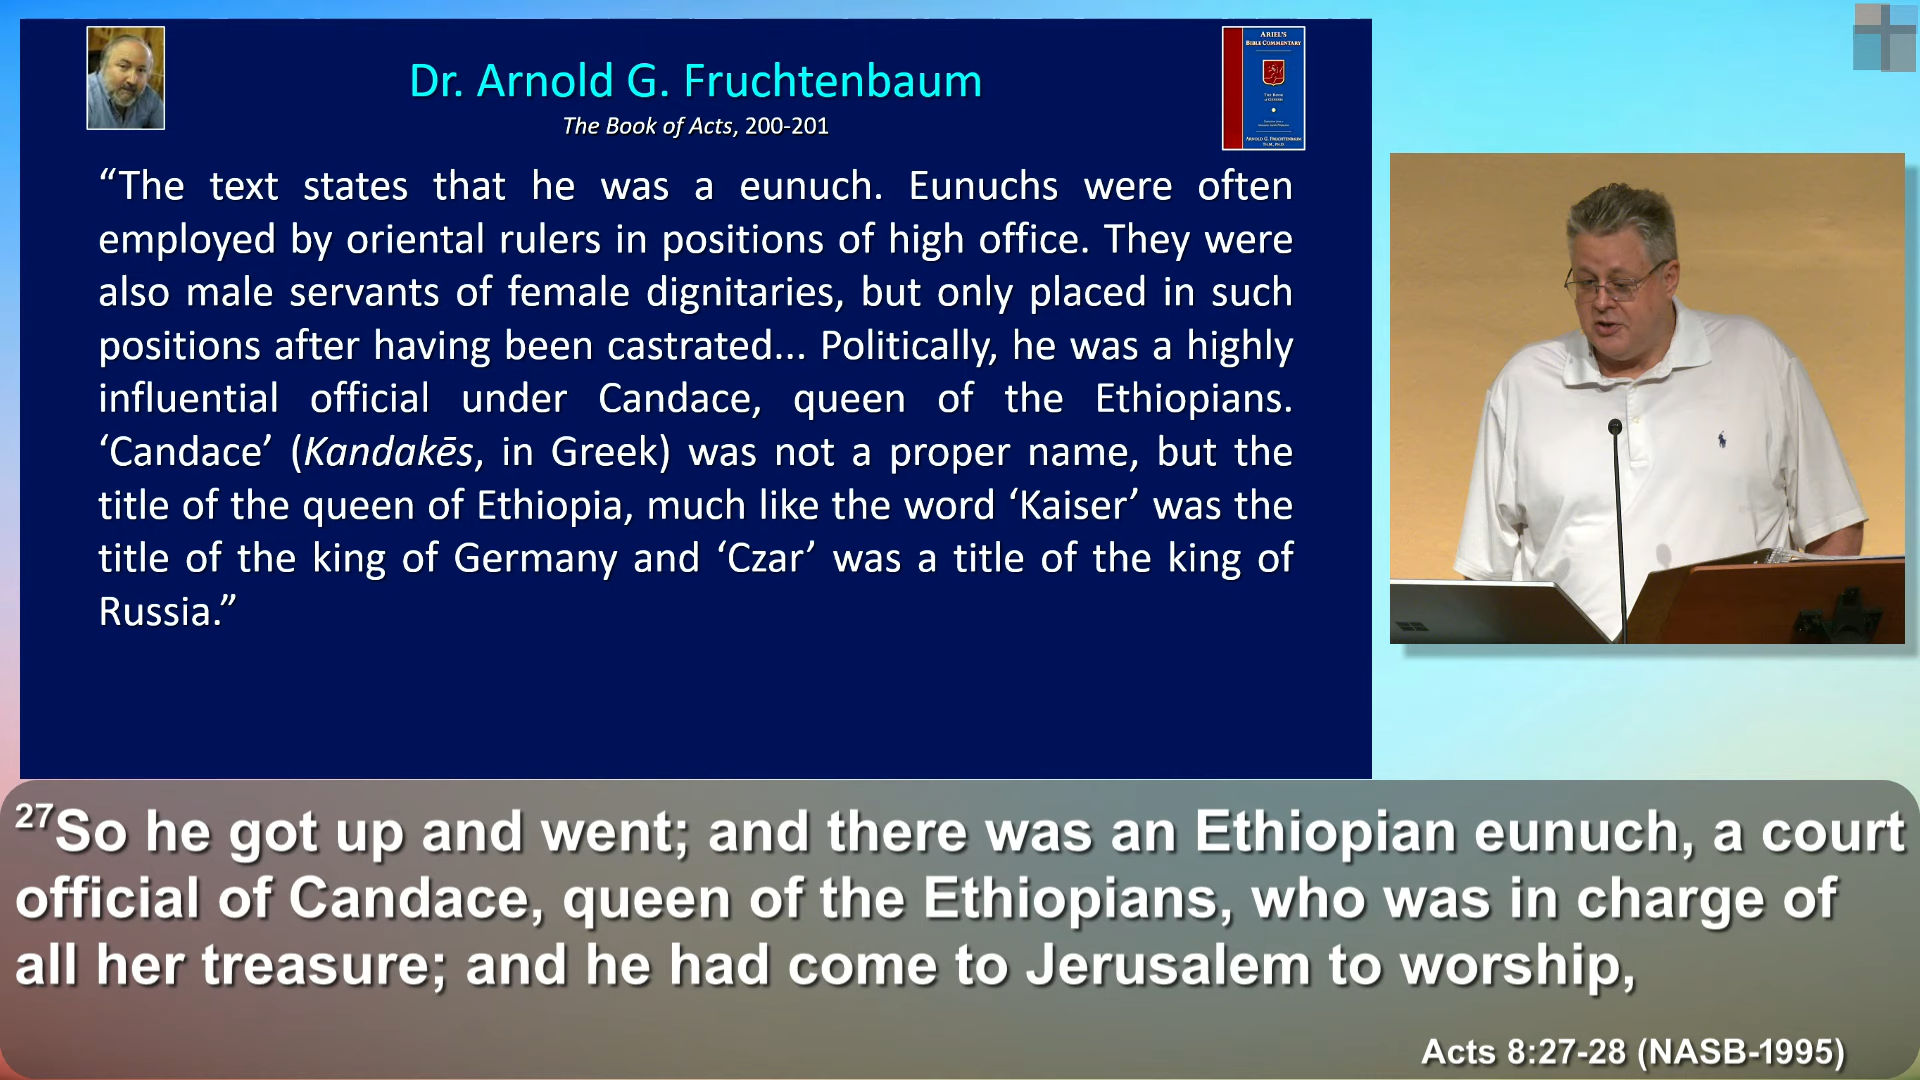 Dr. Arnold G. Fruchtenbaum
The Book of Acts, 200-201
ARIEL'S
BIBLE COMMENTARY
“The text states that he was a eunuch. Eunuchs were often
employed by oriental rulers in positions of high office. They were
also male servants of female dignitaries, but only placed in such
positions after having been castrated... Politically, he was a highly
influential official under Candace, queen of the Ethiopians.
‘Candace’ (Kandakēs, in Greek) was not a proper name, but the
title of the queen of Ethiopia, much like the word ‘Kaiser’ was the
title of the king of Germany and ‘Czar’ was a title of the king of
Russia.”
27So he got up and went; and there was an Ethiopian eunuch, a court
official of Candace, queen of the Ethiopians, who was in charge of
all her treasure; and he had come to Jerusalem to worship,
Acts 8:27-28 (NASB-1995)